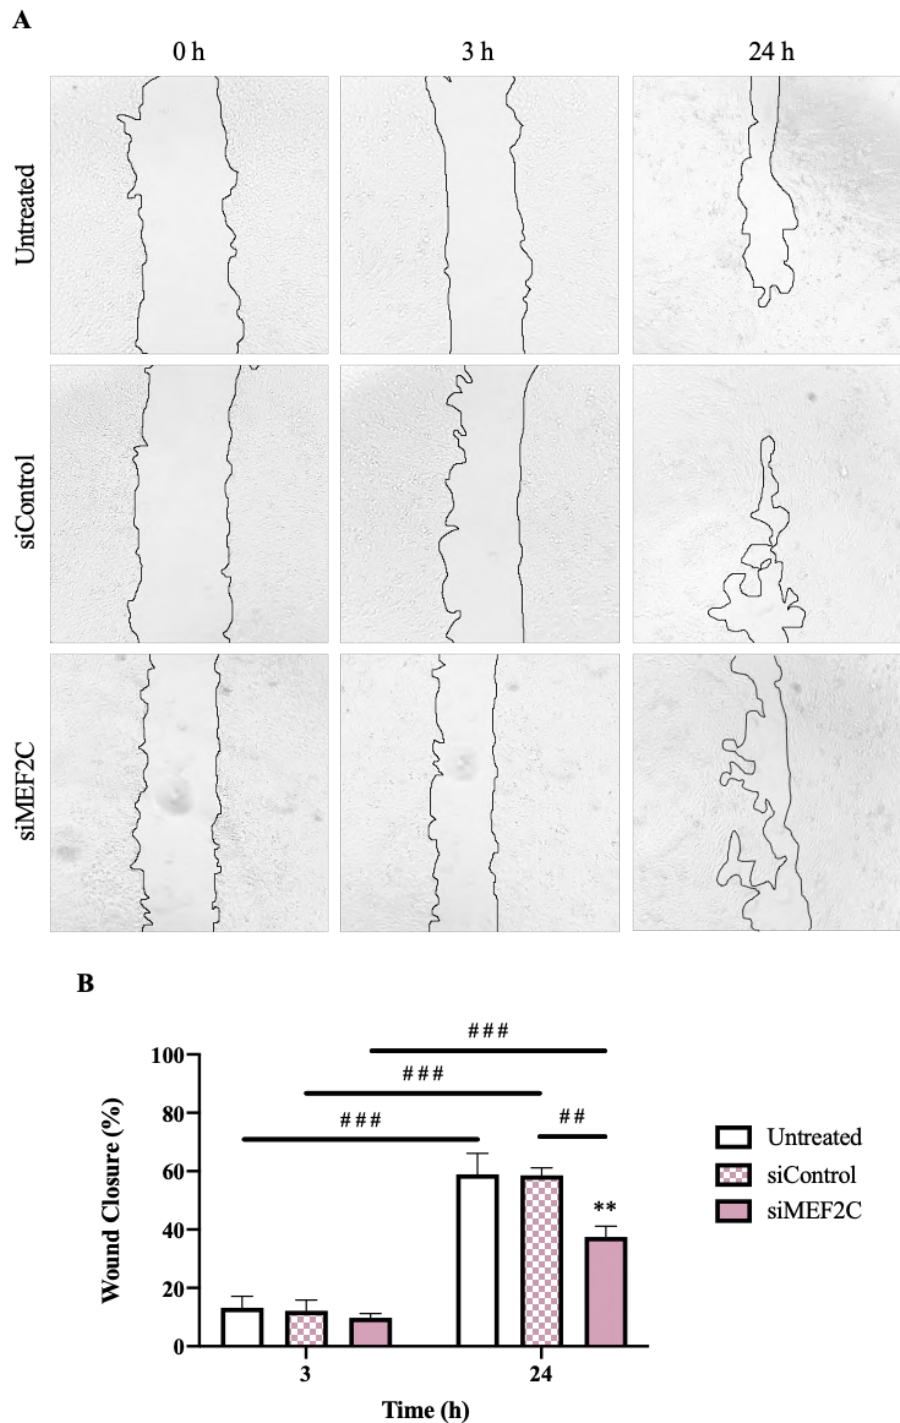 A
0 h 3 h 24 h
Untreated
siControl
siMEF2C
B
###
###
###
##
**
100
80
60
40
20
0
Wound Closure (%)
3 24
Time (h)
Untreated
siControl
siMEF2C